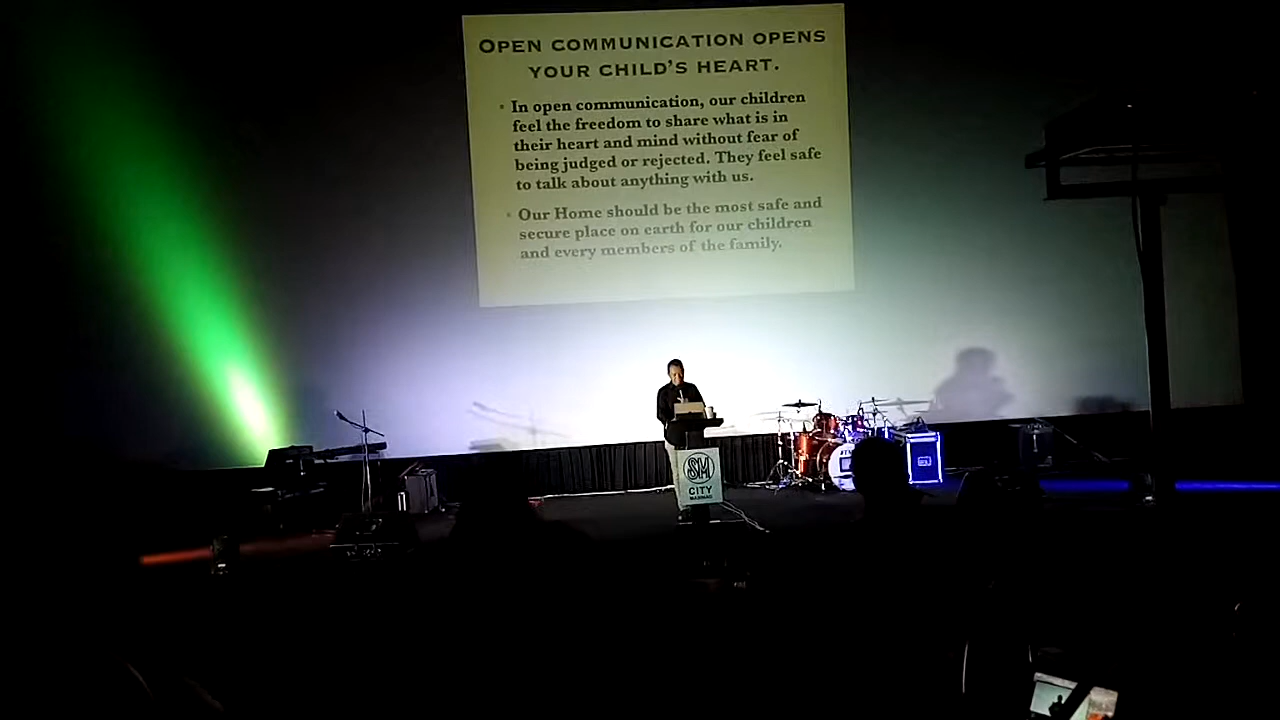 OPEN COMMUNICATION OPENS
YOUR CHILD'S HEART.
In open communication, our children
feel the freedom to share what is in
their heart and mind without fear of
being judged or rejected. They feel safe
to talk about anything with us.
Our Home should be the most safe and
secure place on earth for our children
and every members of the family.
SM
CITY